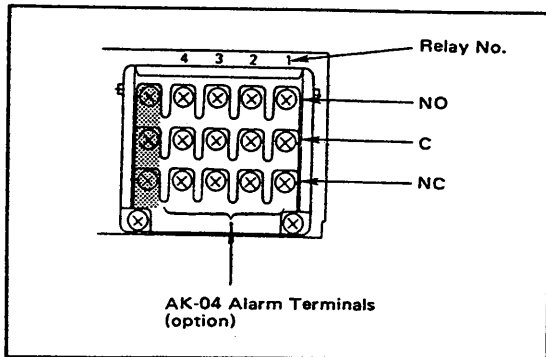 4 3 2 1
Relay No.
NO
C
NC
AK-04 Alarm Terminals
(option)